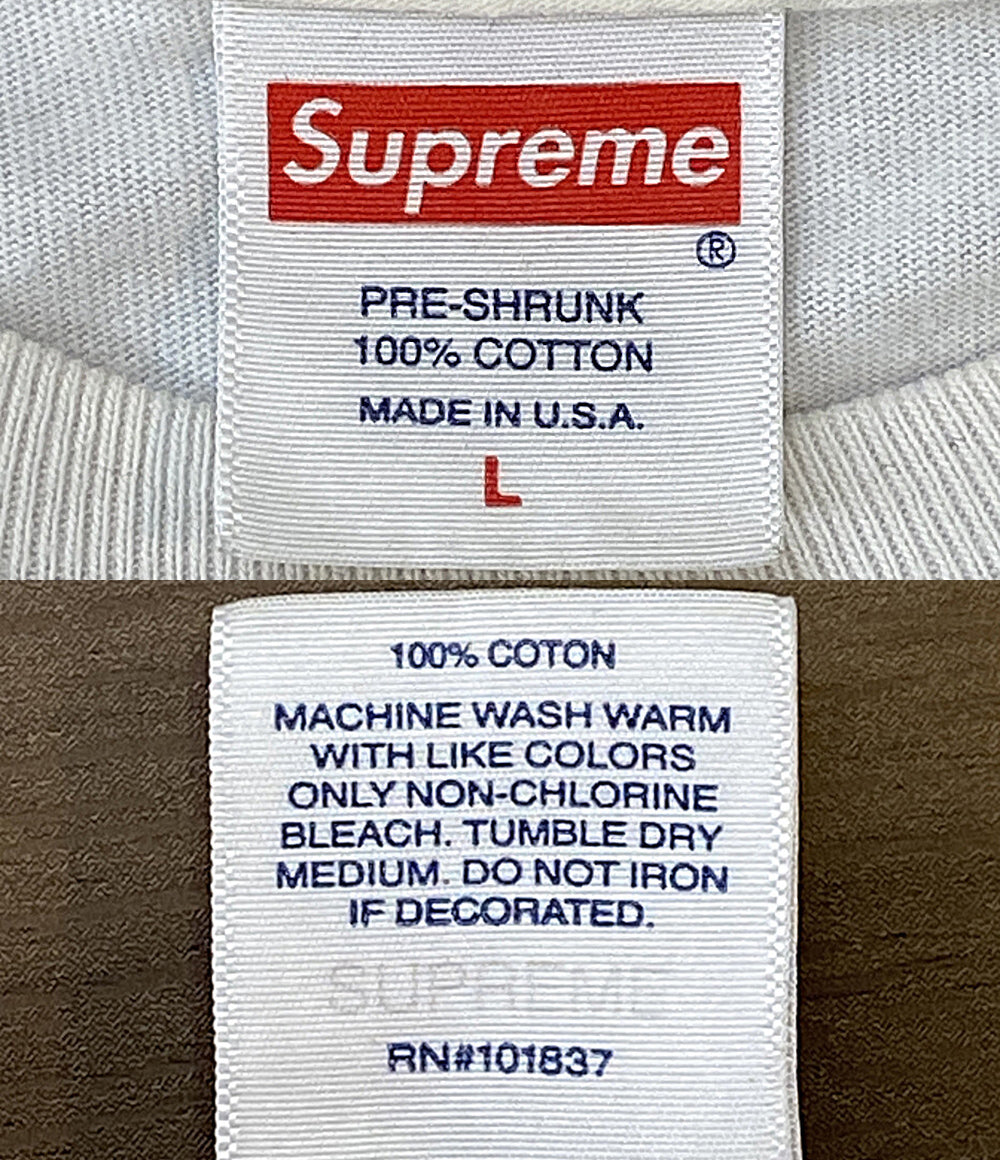 Supreme
®
PRE-SHRUNK
100% COTTON
MADE IN U.S.A.
L
100% COTON
MACHINE WASH WARM
WITH LIKE COLORS
ONLY NON-CHLORINE
BLEACH. TUMBLE DRY
MEDIUM. DO NOT IRON
IF DECORATED.
SUPREME
RN#101837